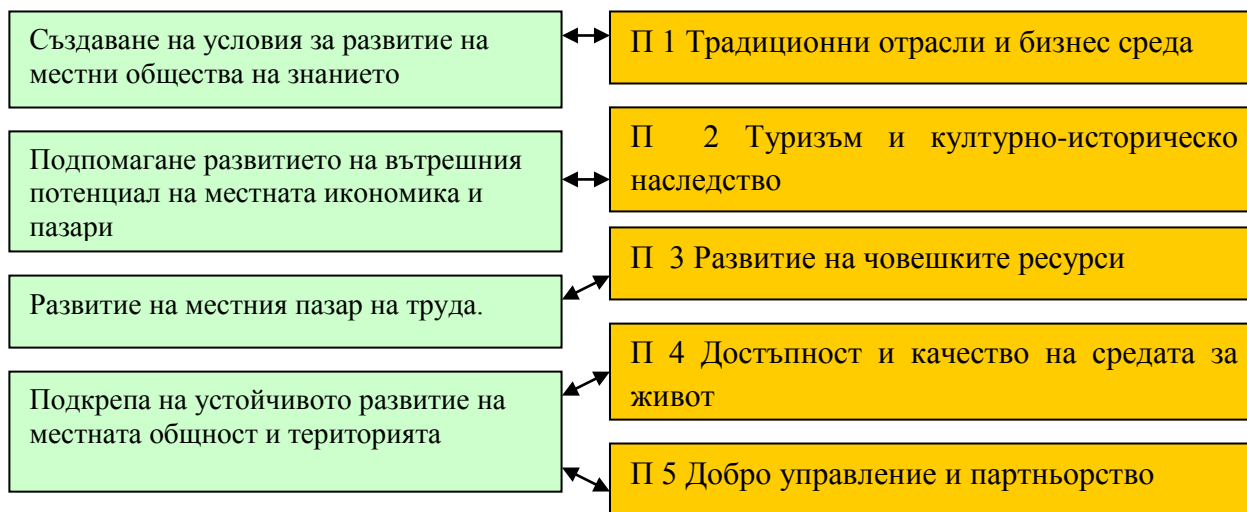 Създаване на условия за развитие на
местни общества на знанието
П 1 Традиционни отрасли и бизнес среда
Подпомагане развитието на вътрешния
потенциал на местната икономика и
пазари
П 2 Туризъм и културно-историческо
наследство
Развитие на местния пазар на труда.
П 3 Развитие на човешките ресурси
Подкрепа на устойчивото развитие на
местната общност и територията
П 4 Достъпност и качество на средата за
живот
П 5 Добро управление и партньорство